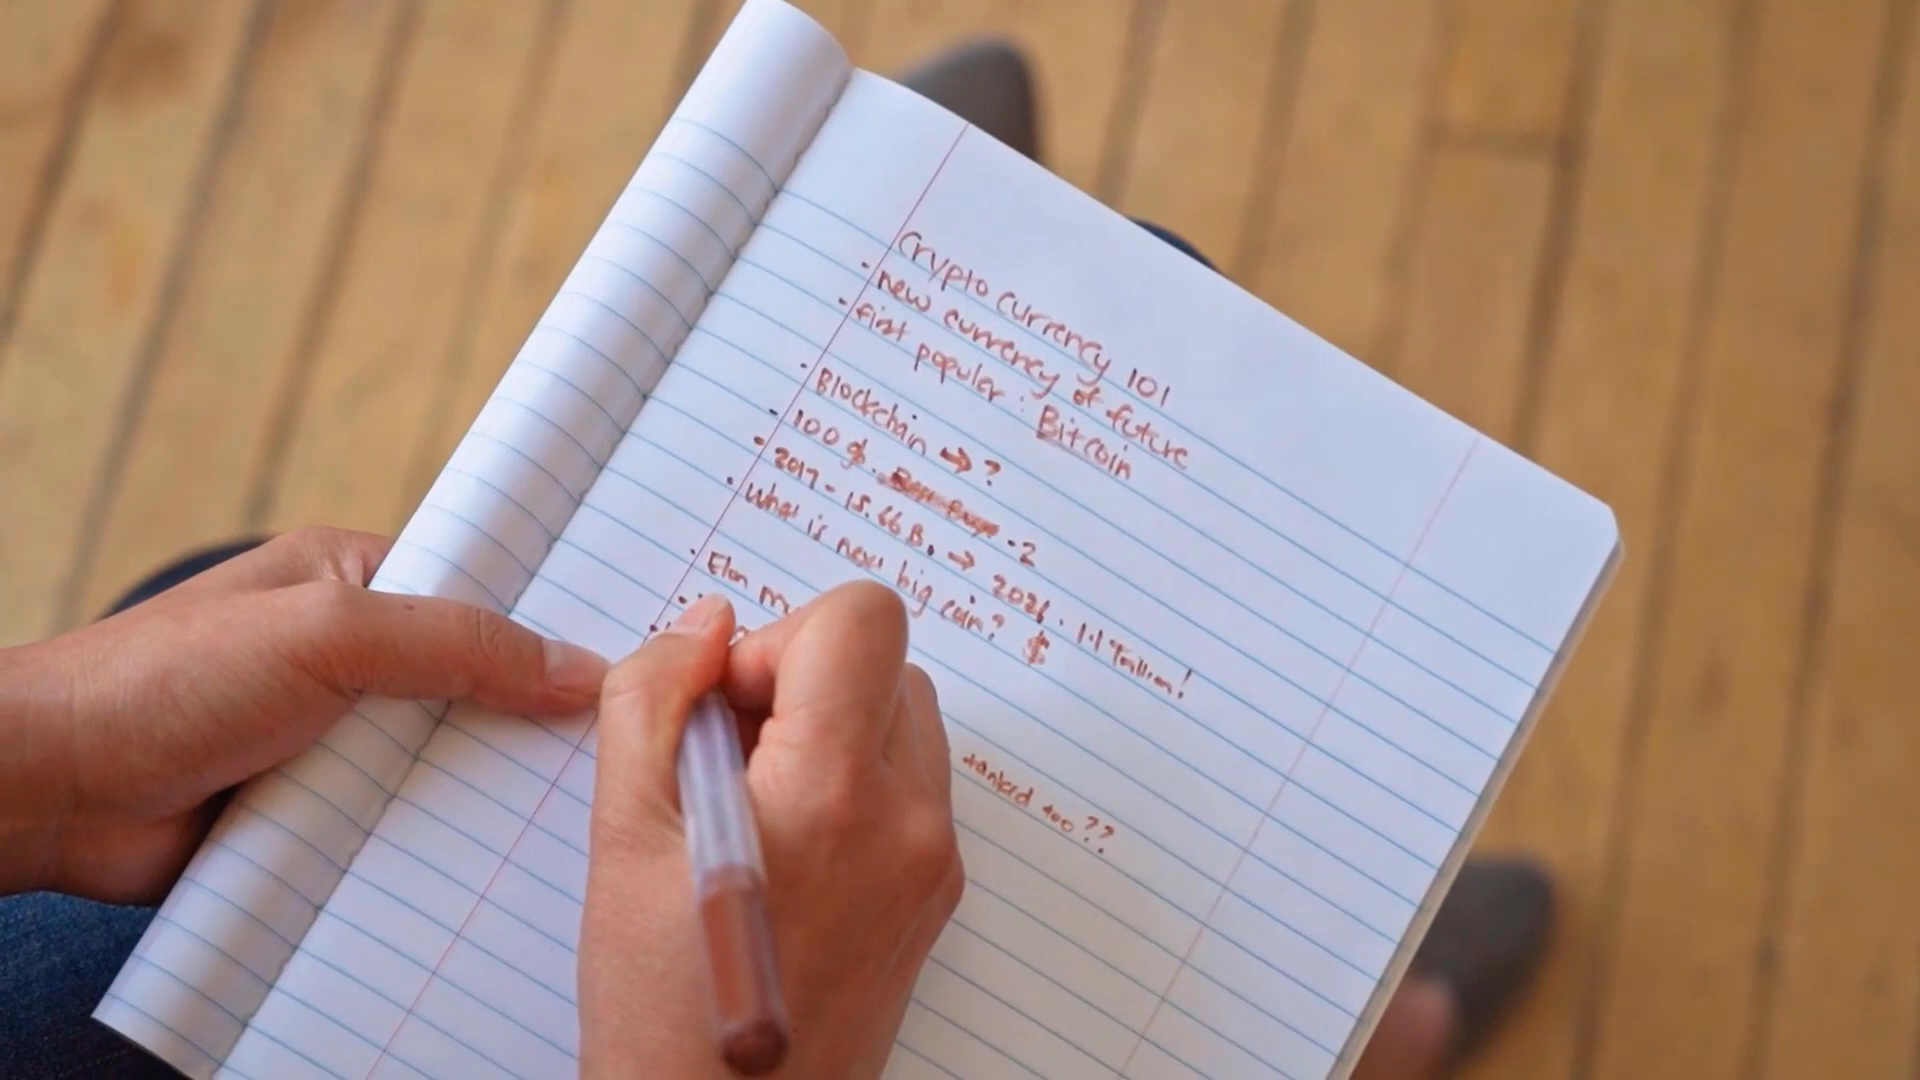 Crypto currency 101
· new currency of future
· first popular : Bitcoin
· Blockchain → ?
· 100 $. · 2
· 2017 - 15.66 B. → 2021 . 1.1 Trillion!
· What is next big coin? $
· Elon
tanked too ??